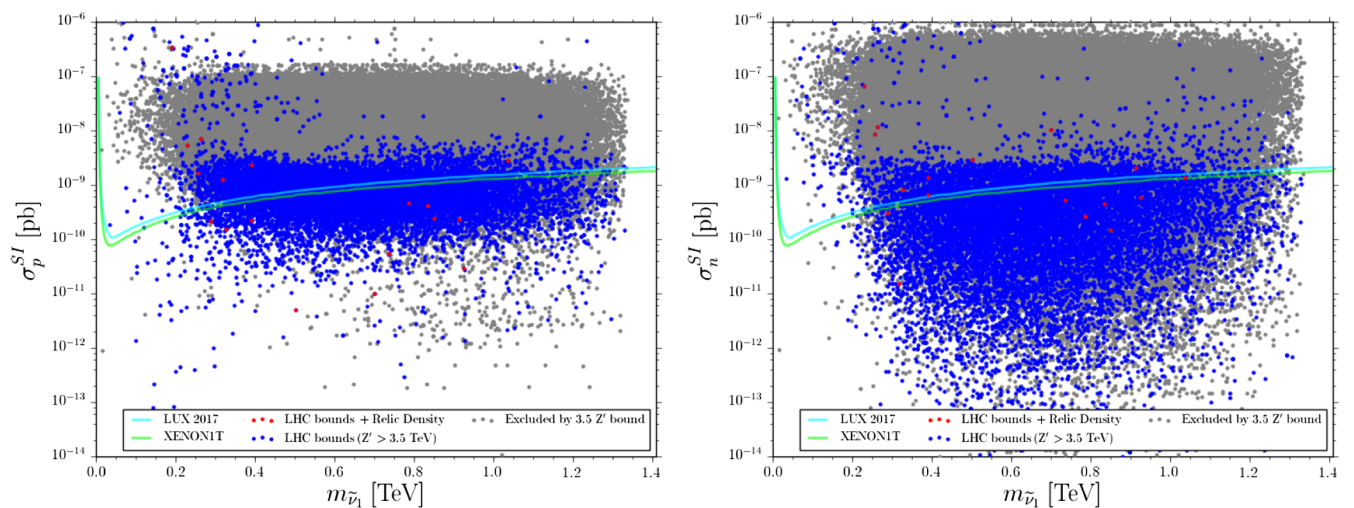 10⁻⁶
10⁻⁷
10⁻⁸
10⁻⁹
10⁻¹⁰
10⁻¹¹
10⁻¹²
10⁻¹³
10⁻¹⁴
σₚ^{SI} [pb]
LUX 2017
XENON1T
LHC bounds + Relic Density
LHC bounds (Z′ > 3.5 TeV)
Excluded by 3.5 Z′ bound
0.0 0.2 0.4 0.6 0.8 1.0 1.2 1.4
m_{ν̃₁} [TeV]
10⁻⁶
10⁻⁷
10⁻⁸
10⁻⁹
10⁻¹⁰
10⁻¹¹
10⁻¹²
10⁻¹³
10⁻¹⁴
σₙ^{SI} [pb]
LUX 2017
XENON1T
LHC bounds + Relic Density
LHC bounds (Z′ > 3.5 TeV)
Excluded by 3.5 Z′ bound
0.0 0.2 0.4 0.6 0.8 1.0 1.2 1.4
m_{ν̃₁} [TeV]